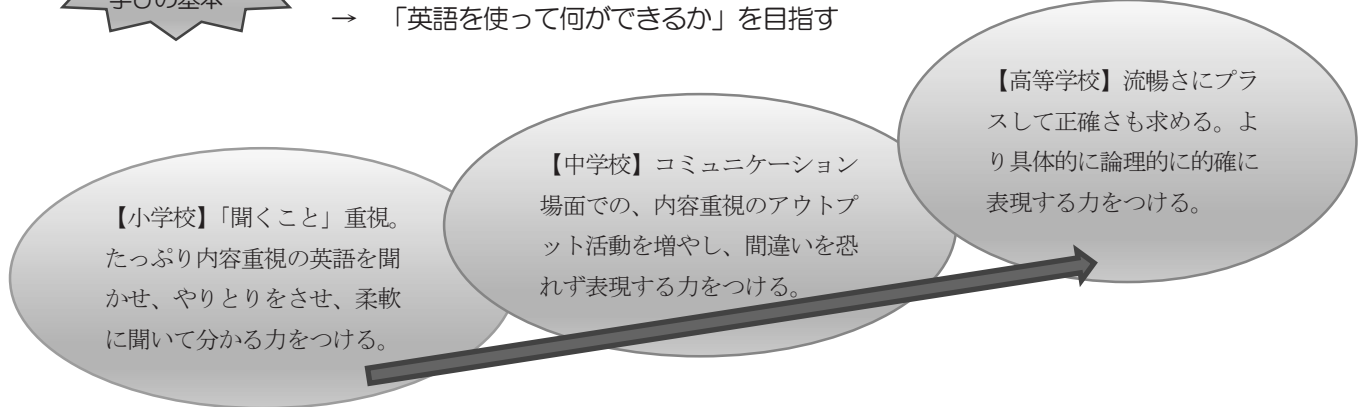 学びの基本
→ 「英語を使って何ができるか」を目指す
【小学校】「聞くこと」重視。
たっぷり内容重視の英語を聞
かせ、やりとりをさせ、柔軟
に聞いて分かる力をつける。
【中学校】コミュニケーション
場面での、内容重視のアウトプ
ット活動を増やし、間違いを恐
れず表現する力をつける。
【高等学校】流暢さにプラ
スして正確さも求める。よ
り具体的に論理的に的確に
表現する力をつける。